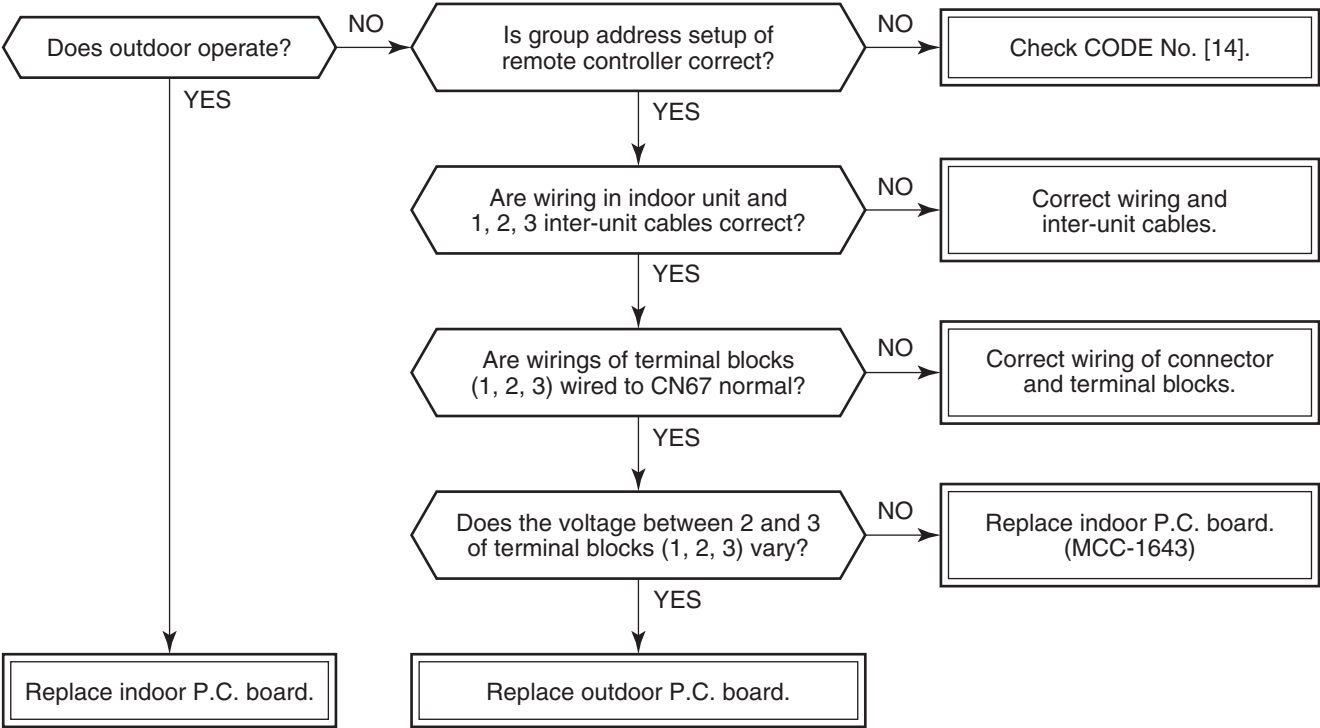 Does outdoor operate?
NO
Is group address setup of
remote controller correct?
NO
Check CODE No. [14].
YES
YES
Are wiring in indoor unit and
1, 2, 3 inter-unit cables correct?
NO
Correct wiring and
inter-unit cables.
YES
Are wirings of terminal blocks
(1, 2, 3) wired to CN67 normal?
NO
Correct wiring of connector
and terminal blocks.
YES
Does the voltage between 2 and 3
of terminal blocks (1, 2, 3) vary?
NO
Replace indoor P.C. board.
(MCC-1643)
YES
Replace indoor P.C. board.
Replace outdoor P.C. board.